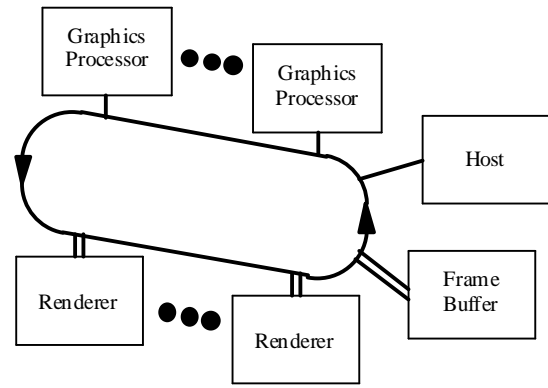 Graphics
Processor
Graphics
Processor
Host
Renderer
Renderer
Frame
Buffer